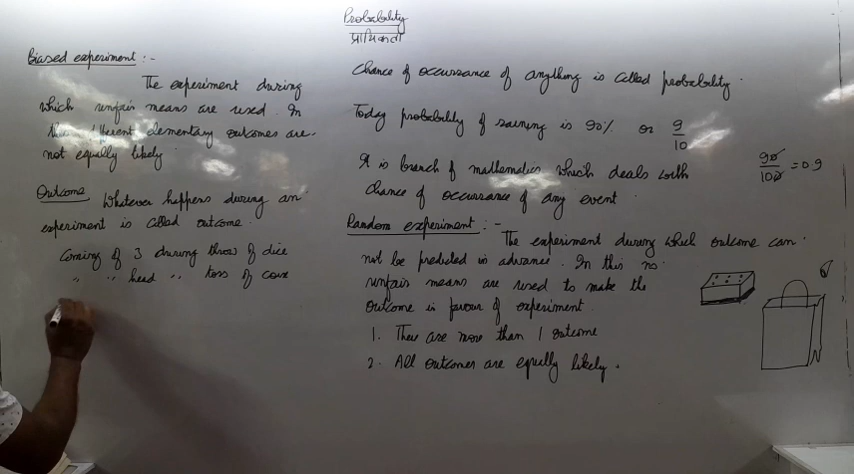 Probability
प्रायिकता
Biased experiment :-
The experiment during
which unfair means are used. In
them different elementary outcomes are
not equally likely
Outcome Whatever happens during an
experiment is called outcome.
Coming of 3 during throw of dice
" " head " toss of coin
Chance of occurrance of anything is called probability.
Today probability of raining is 90% or 9/10
It is branch of mathematics which deals with
chance of occurrance of any event
90/100 = 0.9
Random experiment :-
The experiment during which outcome can
not be predicted in advance. In this no
unfair means are used to make the
outcome in favour of experiment.
1. There are more than 1 outcome
2. All outcomes are equally likely.